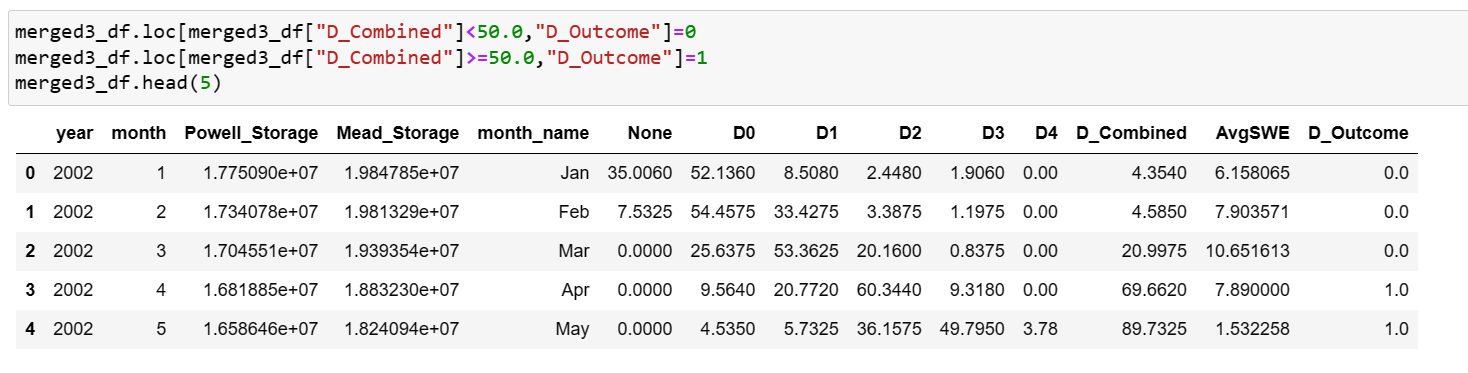 merged3_df.loc[merged3_df["D_Combined"]<50.0,"D_Outcome"]=0
merged3_df.loc[merged3_df["D_Combined"]>=50.0,"D_Outcome"]=1
merged3_df.head(5)
year month Powell_Storage Mead_Storage month_name None D0 D1 D2 D3 D4 D_Combined AvgSWE D_Outcome
0 2002 1 1.775090e+07 1.984785e+07 Jan 35.0060 52.1360 8.5080 2.4480 1.9060 0.00 4.3540 6.158065 0.0
1 2002 2 1.734078e+07 1.981329e+07 Feb 7.5325 54.4575 33.4275 3.3875 1.1975 0.00 4.5850 7.903571 0.0
2 2002 3 1.704551e+07 1.939354e+07 Mar 0.0000 25.6375 53.3625 20.1600 0.8375 0.00 20.9975 10.651613 0.0
3 2002 4 1.681885e+07 1.883230e+07 Apr 0.0000 9.5640 20.7720 60.3440 9.3180 0.00 69.6620 7.890000 1.0
4 2002 5 1.658646e+07 1.824094e+07 May 0.0000 4.5350 5.7325 36.1575 49.7950 3.78 89.7325 1.532258 1.0